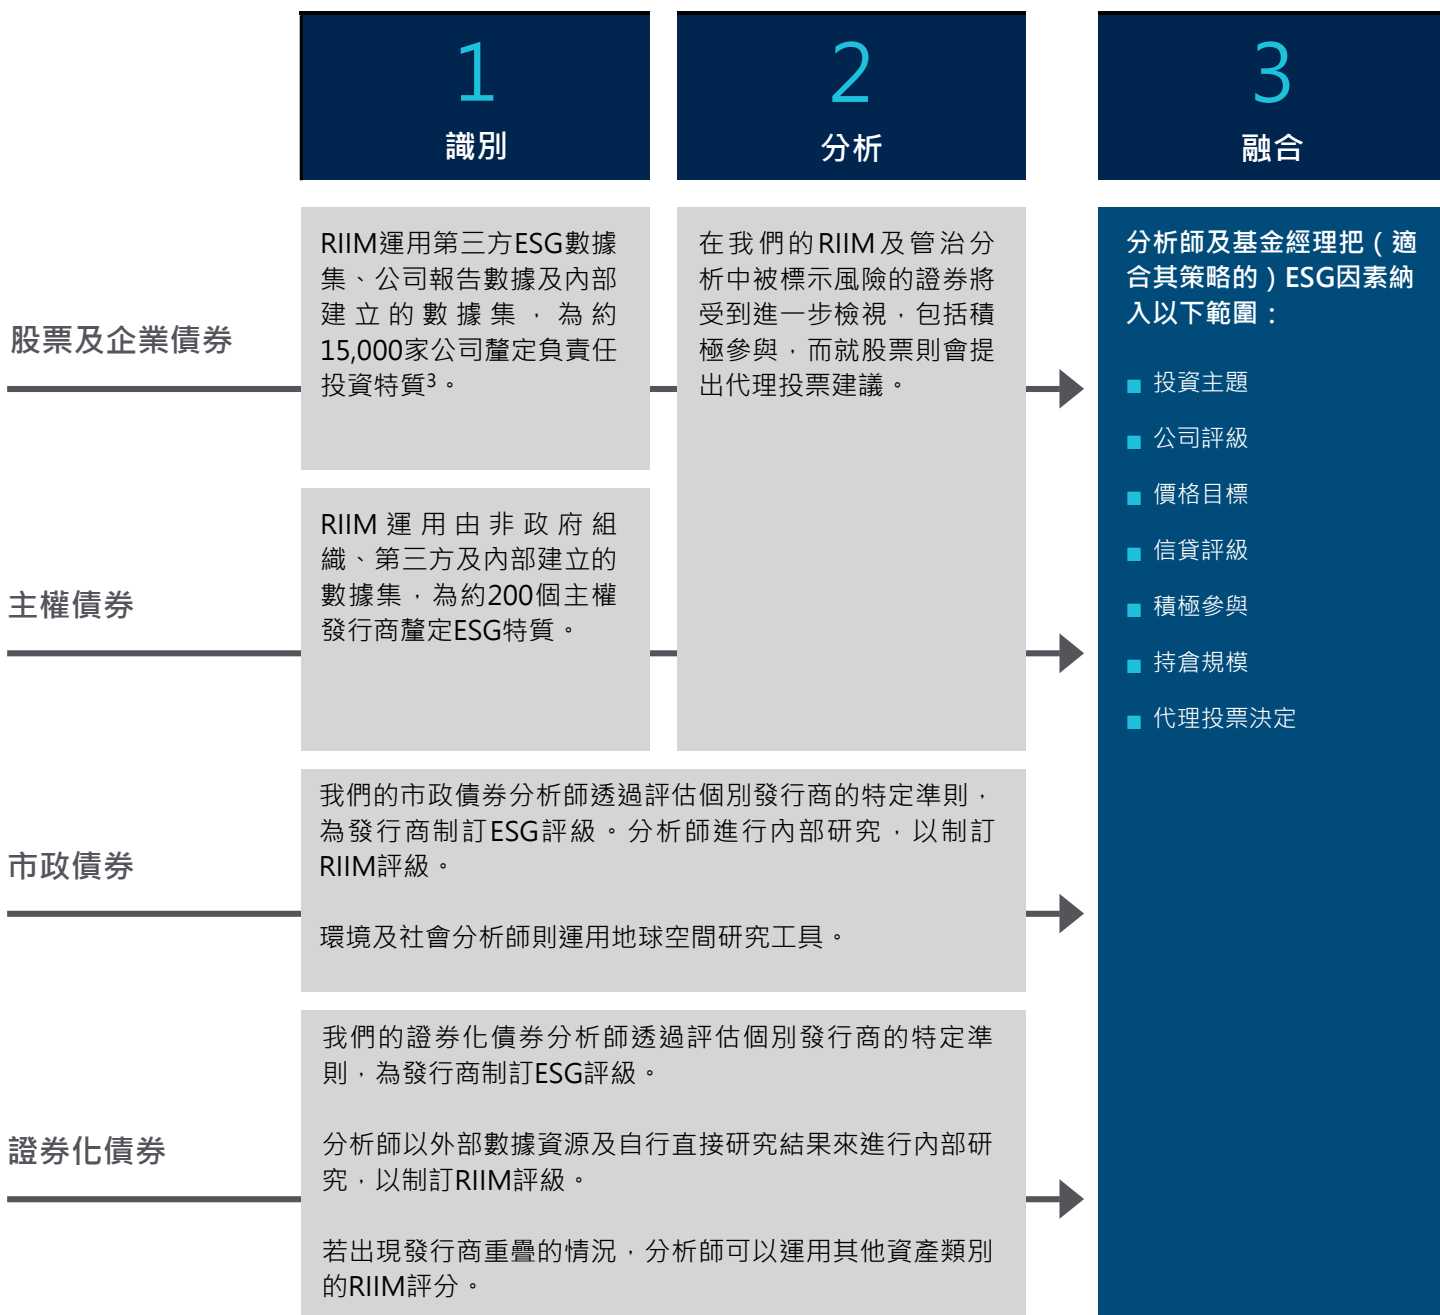 1
識別
2
分析
3
融合
股票及企業債券
RIIM運用第三方ESG數據
集、公司報告數據及內部
建立的數據集，為約
15,000家公司釐定負責任
投資特質3。
在我們的RIIM及管治分
析中被標示風險的證券將
受到進一步檢視，包括積
極參與，而就股票則會提
出代理投票建議。
分析師及基金經理把（適
合其策略的）ESG因素納
入以下範圍：
■ 投資主題
■ 公司評級
■ 價格目標
■ 信貸評級
■ 積極參與
■ 持倉規模
■ 代理投票決定
主權債券
RIIM運用由非政府組
織、第三方及內部建立的
數據集，為約200個主權
發行商釐定ESG特質。
市政債券
我們的市政債券分析師透過評估個別發行商的特定準則，
為發行商制訂ESG評級。分析師進行內部研究，以制訂
RIIM評級。
環境及社會分析師則運用地球空間研究工具。
證券化債券
我們的證券化債券分析師透過評估個別發行商的特定準
則，為發行商制訂ESG評級。
分析師以外部數據資源及自行直接研究結果來進行內部研
究，以制訂RIIM評級。
若出現發行商重疊的情況，分析師可以運用其他資產類別
的RIIM評分。